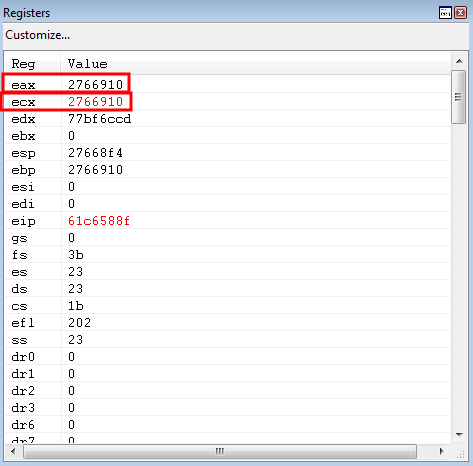 Registers
Customize...
Reg Value
eax 2766910
ecx 2766910
edx 77bf6ccd
ebx 0
esp 27668f4
ebp 2766910
esi 0
edi 0
eip 61c6588f
gs 0
fs 3b
es 23
ds 23
cs 1b
efl 202
ss 23
dr0 0
dr1 0
dr2 0
dr3 0
dr6 0
dr7 0